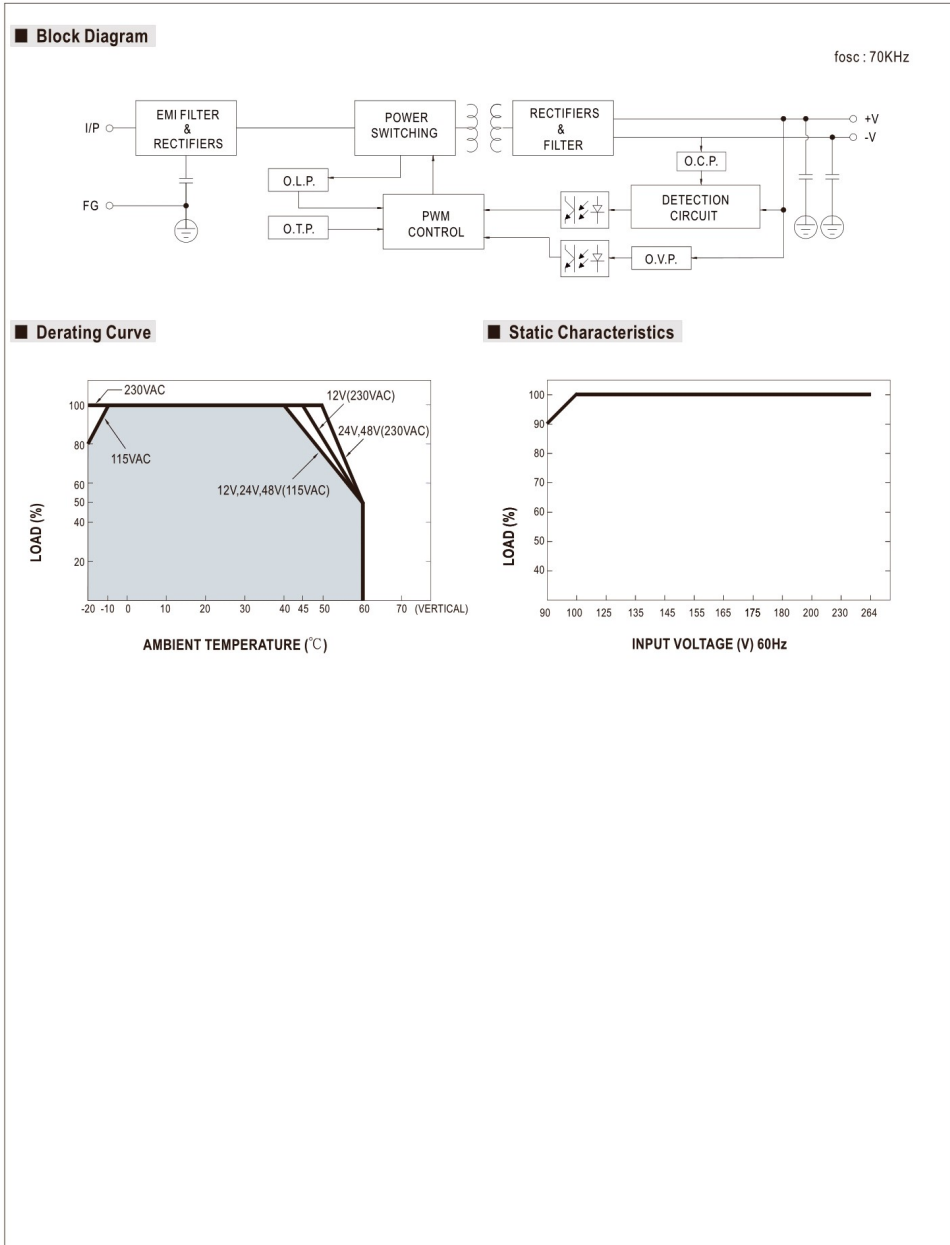 ■ Block Diagram
fosc : 70KHz
I/P
EMI FILTER
&
RECTIFIERS
POWER
SWITCHING
RECTIFIERS
&
FILTER
+V
-V
O.C.P.
O.L.P.
DETECTION
CIRCUIT
FG
PWM
CONTROL
O.T.P.
O.V.P.
■ Derating Curve
230VAC
115VAC
12V(230VAC)
24V,48V(230VAC)
12V,24V,48V(115VAC)
100
80
60
50
40
20
LOAD (%)
-20 -10 0 10 20 30 40 45 50 60 70 (VERTICAL)
AMBIENT TEMPERATURE (℃)
■ Static Characteristics
100
90
80
70
60
50
40
LOAD (%)
90 100 125 135 145 155 165 175 180 200 230 264
INPUT VOLTAGE (V) 60Hz